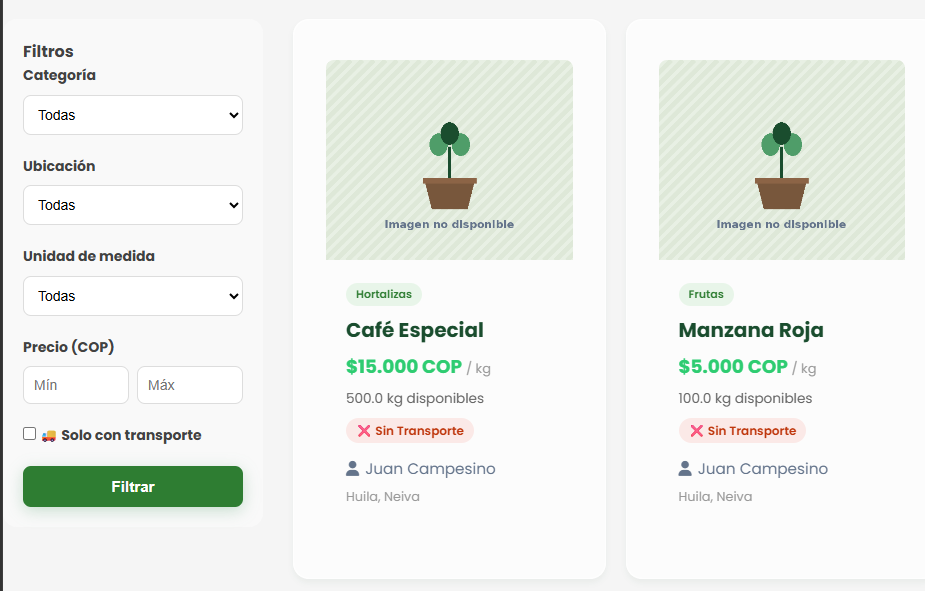 Filtros
Categoría
Todas
Ubicación
Todas
Unidad de medida
Todas
Precio (COP)
Mín Máx
Solo con transporte
Filtrar
Imagen no disponible
Hortalizas
Café Especial
$15.000 COP / kg
500.0 kg disponibles
❌ Sin Transporte
Juan Campesino
Huila, Neiva
Imagen no disponible
Frutas
Manzana Roja
$5.000 COP / kg
100.0 kg disponibles
❌ Sin Transporte
Juan Campesino
Huila, Neiva